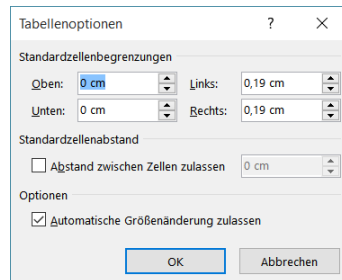 Tabellenoptionen ? ×
Standardzellenbegrenzungen
Oben: 0 cm Links: 0,19 cm
Unten: 0 cm Rechts: 0,19 cm
Standardzellenabstand
Abstand zwischen Zellen zulassen 0 cm
Optionen
Automatische Größenänderung zulassen
OK Abbrechen